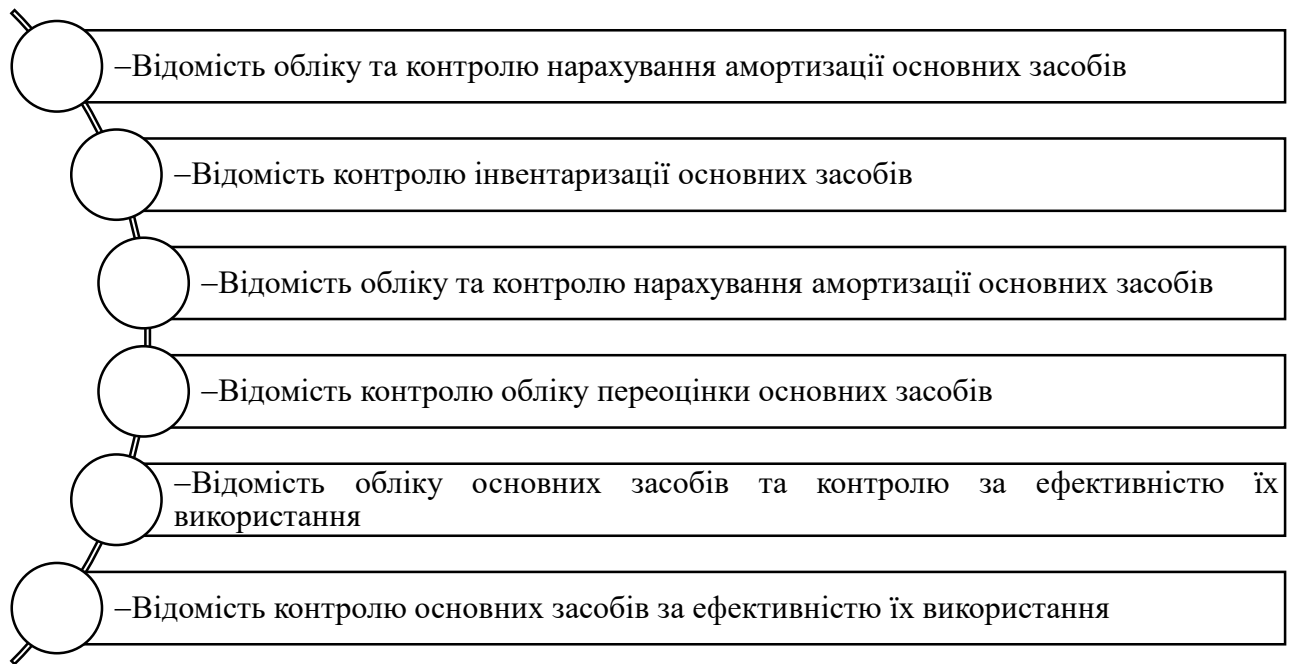 –Відомість обліку та контролю нарахування амортизації основних засобів
–Відомість контролю інвентаризації основних засобів
–Відомість обліку та контролю нарахування амортизації основних засобів
–Відомість контролю обліку переоцінки основних засобів
–Відомість обліку основних засобів та контролю за ефективністю їх
використання
–Відомість контролю основних засобів за ефективністю їх використання